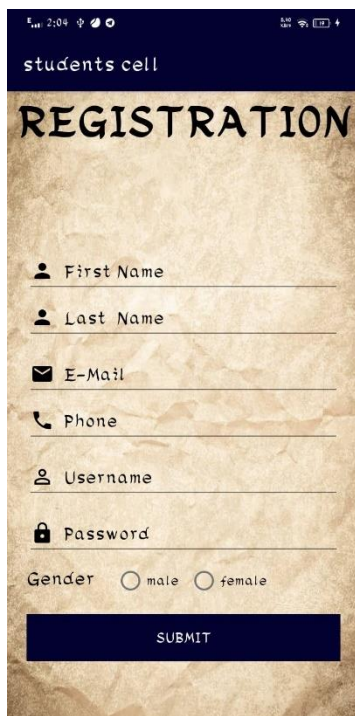 2:04
students cell
REGISTRATION
First Name
Last Name
E-Mail
Phone
Username
Password
Gender male female
SUBMIT